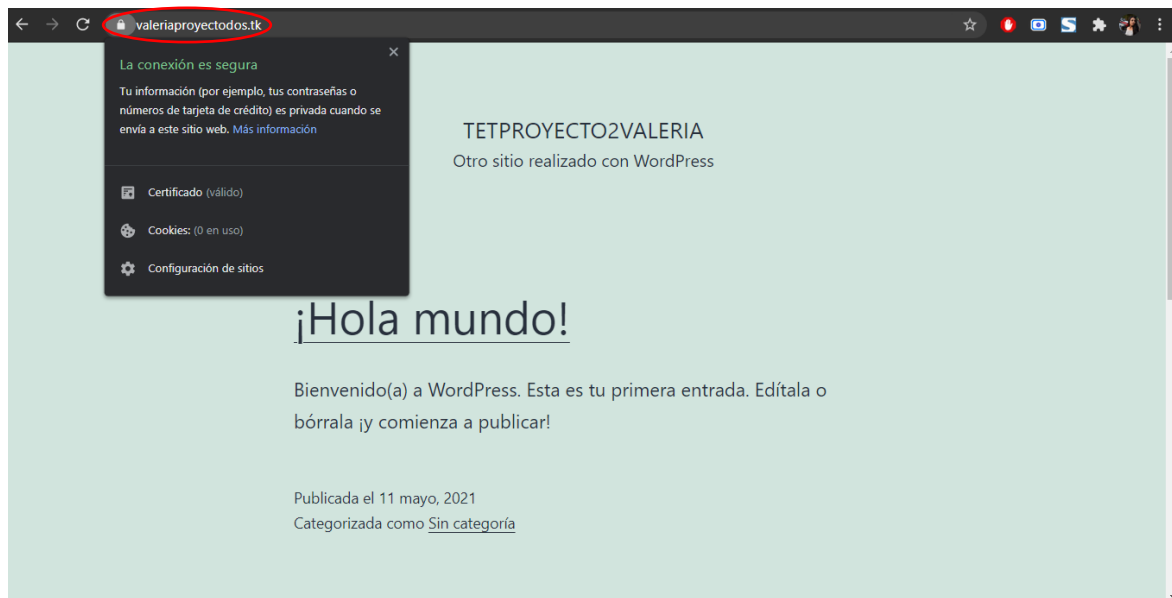 valeriaproyectodos.tk
La conexión es segura
Tu información (por ejemplo, tus contraseñas o
números de tarjeta de crédito) es privada cuando se
envía a este sitio web. Más información
Certificado (válido)
Cookies: (0 en uso)
Configuración de sitios
TETPROYECTO2VALERIA
Otro sitio realizado con WordPress
¡Hola mundo!
Bienvenido(a) a WordPress. Esta es tu primera entrada. Edítala o
bórrala ¡y comienza a publicar!
Publicada el 11 mayo, 2021
Categorizada como Sin categoría